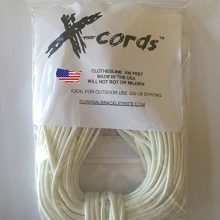 X-cords™
CLOTHESLINE 100 FEET
MADE IN THE USA
WILL NOT ROT OR MILDEW
IDEAL FOR OUTDOOR USE 550 LB STRONG
SURVIVALBRACELETKITS.COM